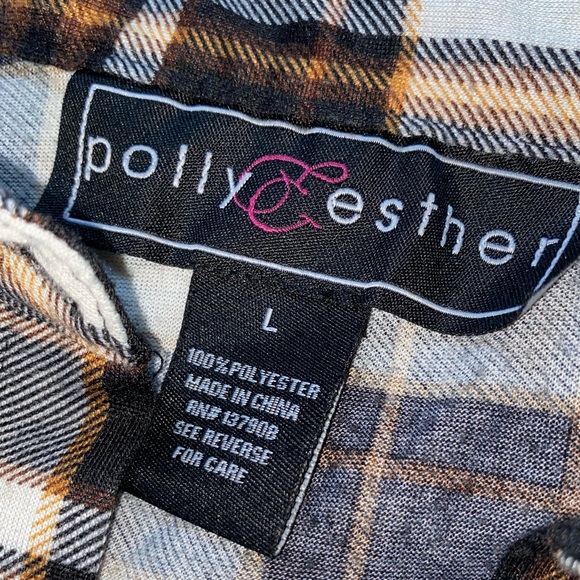 polly & esther
L
100% POLYESTER
MADE IN CHINA
RN# 137908
SEE REVERSE
FOR CARE